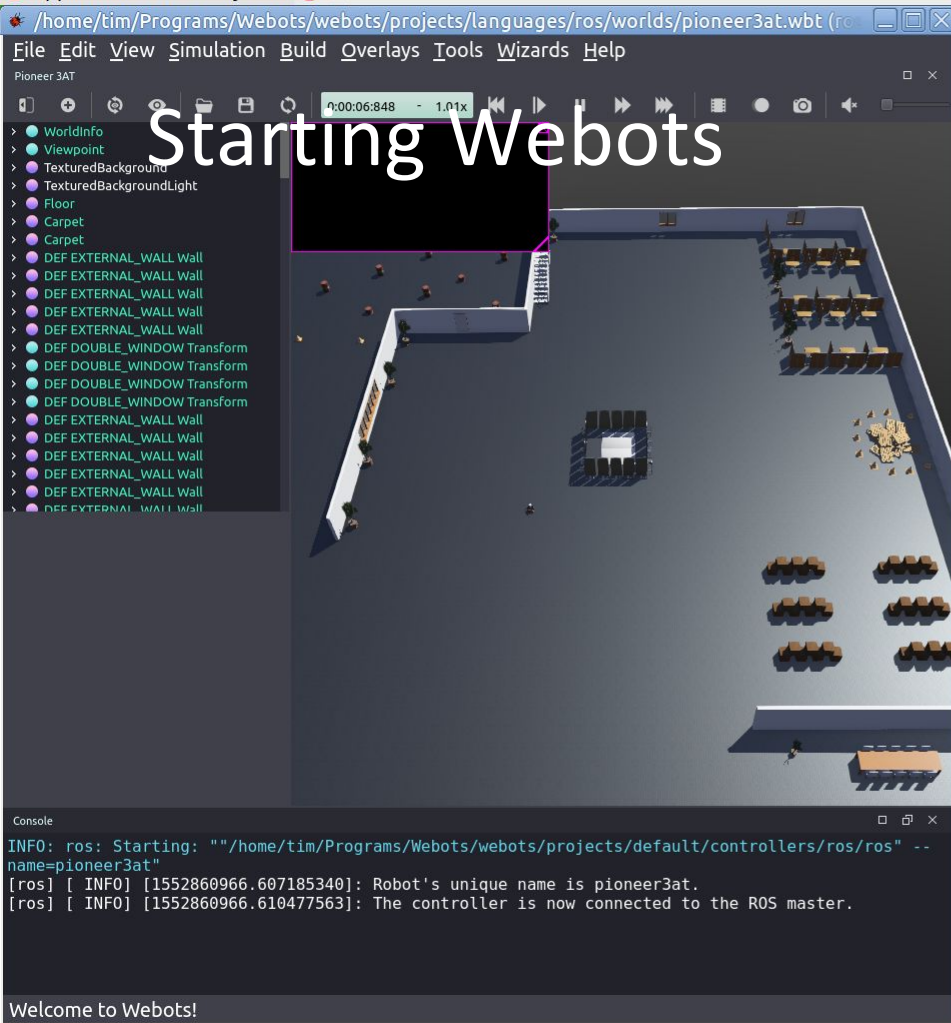 /home/tim/Programs/Webots/webots/projects/languages/ros/worlds/pioneer3at.wbt
File Edit View Simulation Build Overlays Tools Wizards Help
Pioneer 3AT
0:00:06:848 - 1.01x
Starting Webots
WorldInfo
Viewpoint
TexturedBackground
TexturedBackgroundLight
Floor
Carpet
Carpet
DEF EXTERNAL_WALL Wall
DEF EXTERNAL_WALL Wall
DEF EXTERNAL_WALL Wall
DEF EXTERNAL_WALL Wall
DEF EXTERNAL_WALL Wall
DEF DOUBLE_WINDOW Transform
DEF DOUBLE_WINDOW Transform
DEF DOUBLE_WINDOW Transform
DEF DOUBLE_WINDOW Transform
DEF EXTERNAL_WALL Wall
DEF EXTERNAL_WALL Wall
DEF EXTERNAL_WALL Wall
DEF EXTERNAL_WALL Wall
DEF EXTERNAL_WALL Wall
DEF EXTERNAL_WALL Wall
Console
INFO: ros: Starting: ""/home/tim/Programs/Webots/webots/projects/default/controllers/ros/ros" --
name=pioneer3at"
[ros] [ INFO] [1552860966.607185340]: Robot's unique name is pioneer3at.
[ros] [ INFO] [1552860966.610477563]: The controller is now connected to the ROS master.
Welcome to Webots!